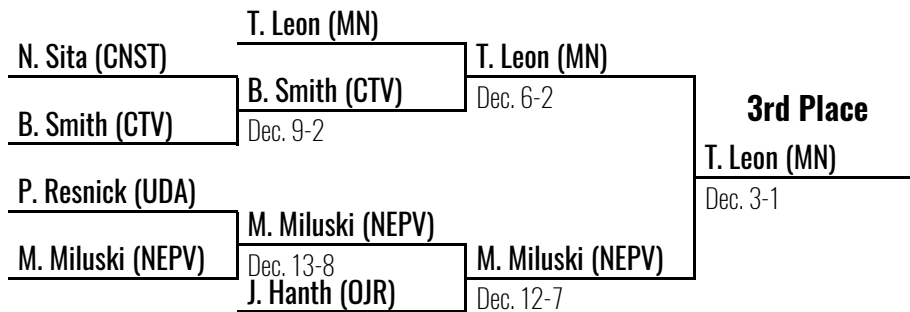 T. Leon (MN)
N. Sita (CNST)
T. Leon (MN)
B. Smith (CTV)
Dec. 6-2
3rd Place
B. Smith (CTV)
Dec. 9-2
T. Leon (MN)
P. Resnick (UDA)
Dec. 3-1
M. Miluski (NEPV)
M. Miluski (NEPV)
Dec. 13-8
M. Miluski (NEPV)
J. Hanth (OJR)
Dec. 12-7